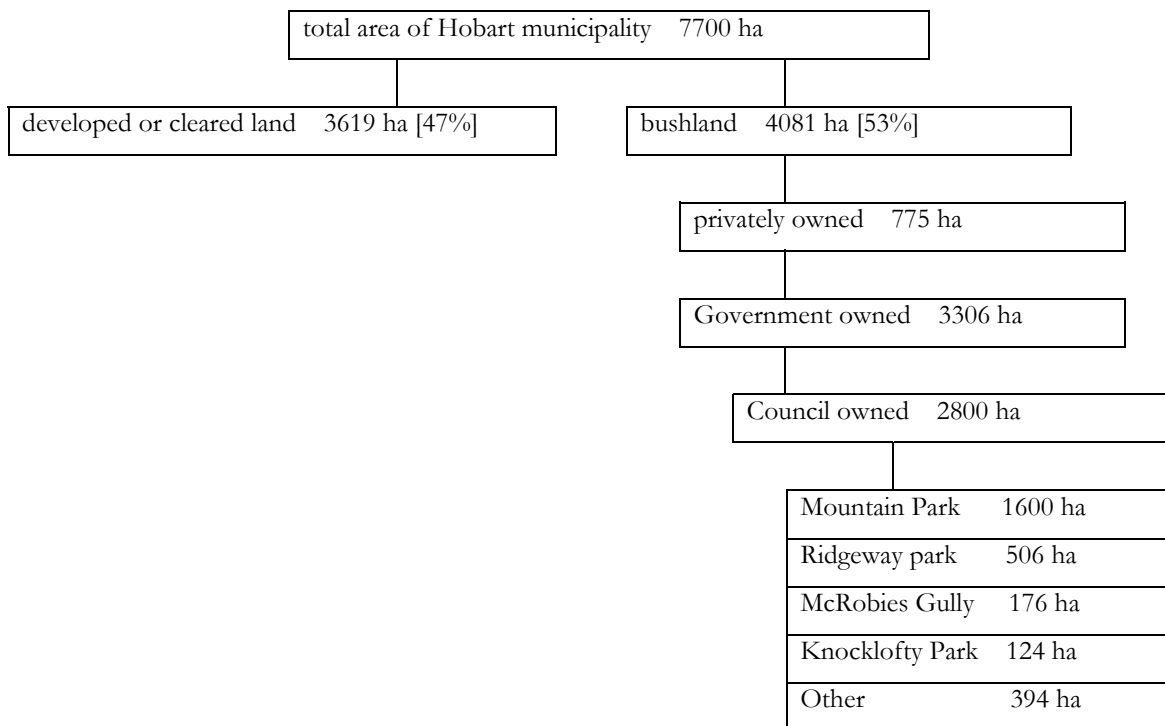 total area of Hobart municipality 7700 ha
developed or cleared land 3619 ha [47%]
bushland 4081 ha [53%]
privately owned 775 ha
Government owned 3306 ha
Council owned 2800 ha
Mountain Park 1600 ha
Ridgeway park 506 ha
McRobies Gully 176 ha
Knocklofty Park 124 ha
Other 394 ha